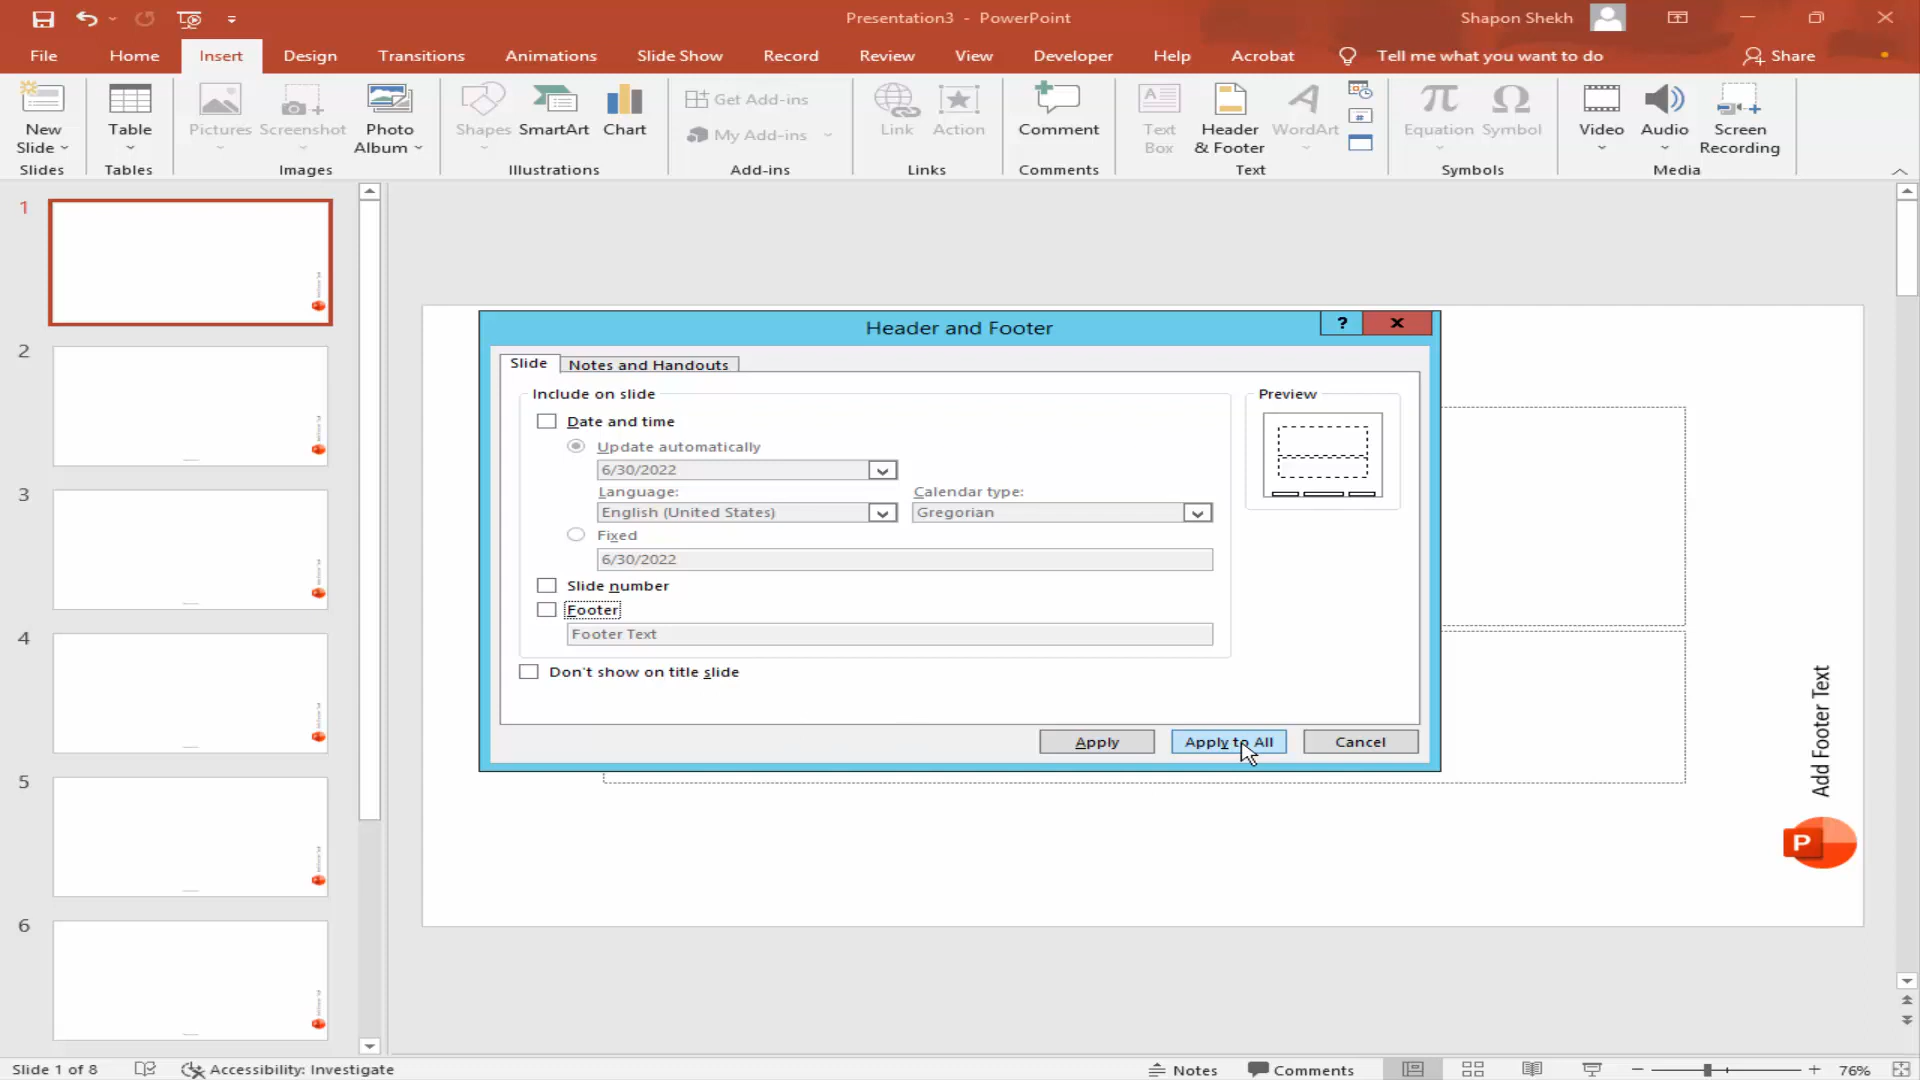 Presentation3 - PowerPoint
Shapon Shekh
File Home Insert Design Transitions Animations Slide Show Record Review View Developer Help Acrobat Tell me what you want to do Share
New Slide
Table
Pictures
Screenshot
Photo Album
Shapes
SmartArt
Chart
Get Add-ins
My Add-ins
Link
Action
Comment
Text Box
Header & Footer
WordArt
Equation
Symbol
Video
Audio
Screen Recording
Slides Tables Images Illustrations Add-ins Links Comments Text Symbols Media
1
2
3
4
5
6
Header and Footer
?
Slide Notes and Handouts
Include on slide
Preview
Date and time
Update automatically
6/30/2022
Language: Calendar type:
English (United States) Gregorian
Fixed
6/30/2022
Slide number
Footer
Footer Text
Don't show on title slide
Apply Apply to All Cancel
Add Footer Text
P
Slide 1 of 8 Accessibility: Investigate Notes Comments 76%